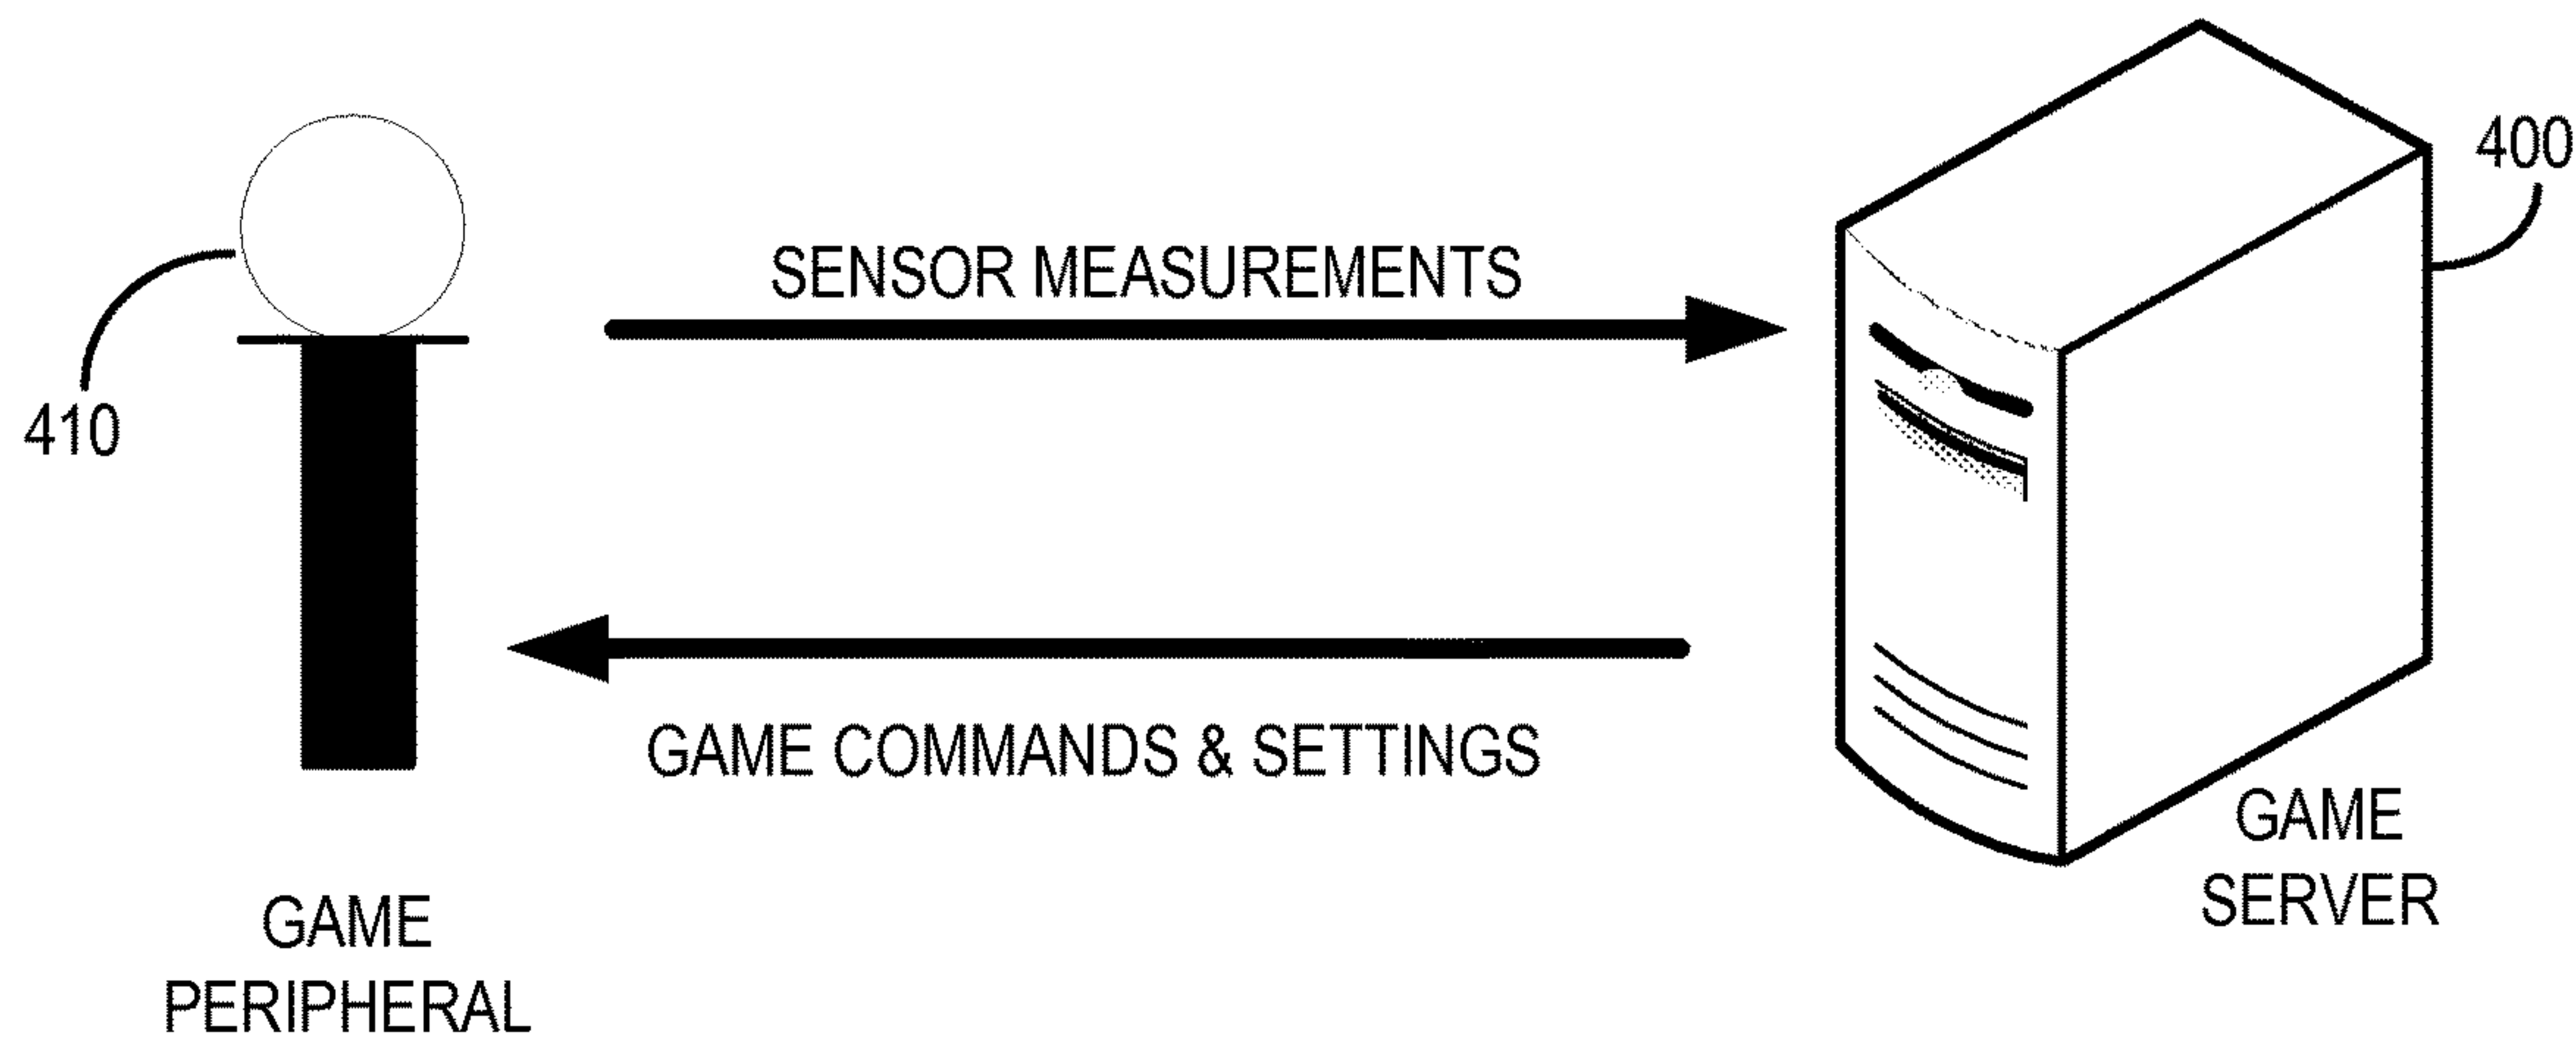 400
SENSOR MEASUREMENTS
410
GAME COMMANDS & SETTINGS
GAME
SERVER
GAME
PERIPHERAL